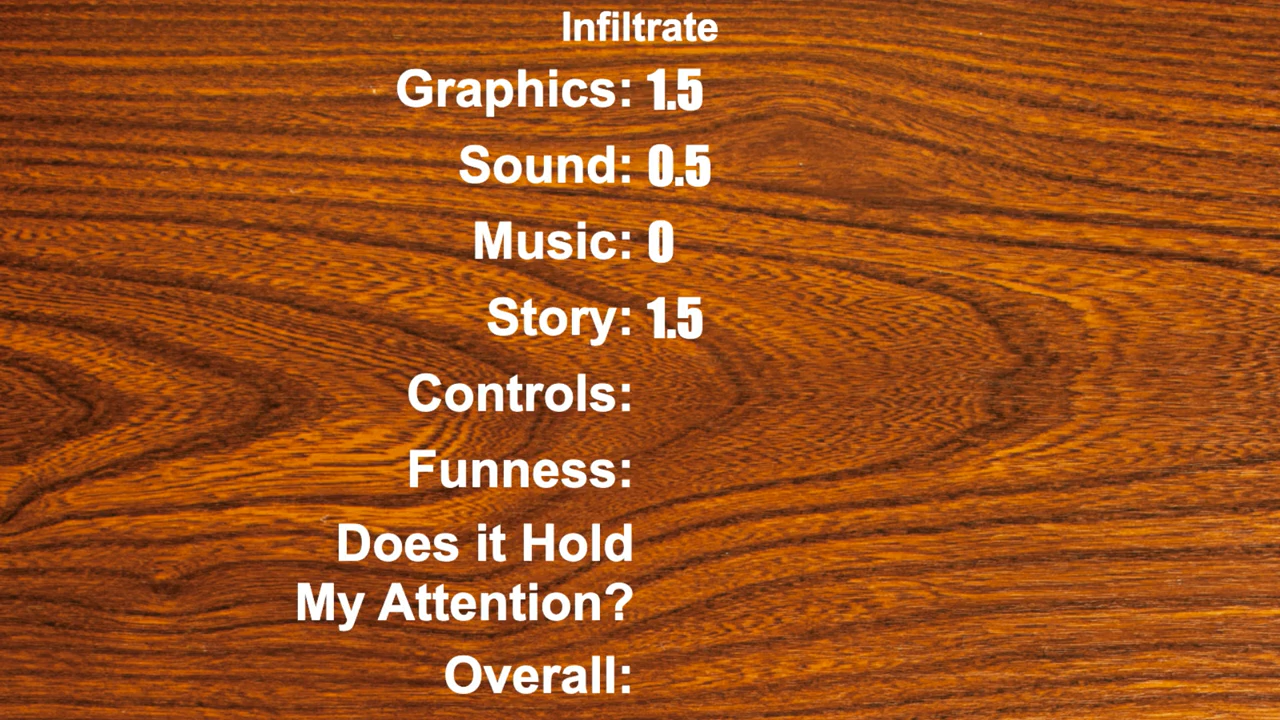 Infiltrate
Graphics: 1.5
Sound: 0.5
Music: 0
Story: 1.5
Controls:
Funness:
Does it Hold
My Attention?
Overall: